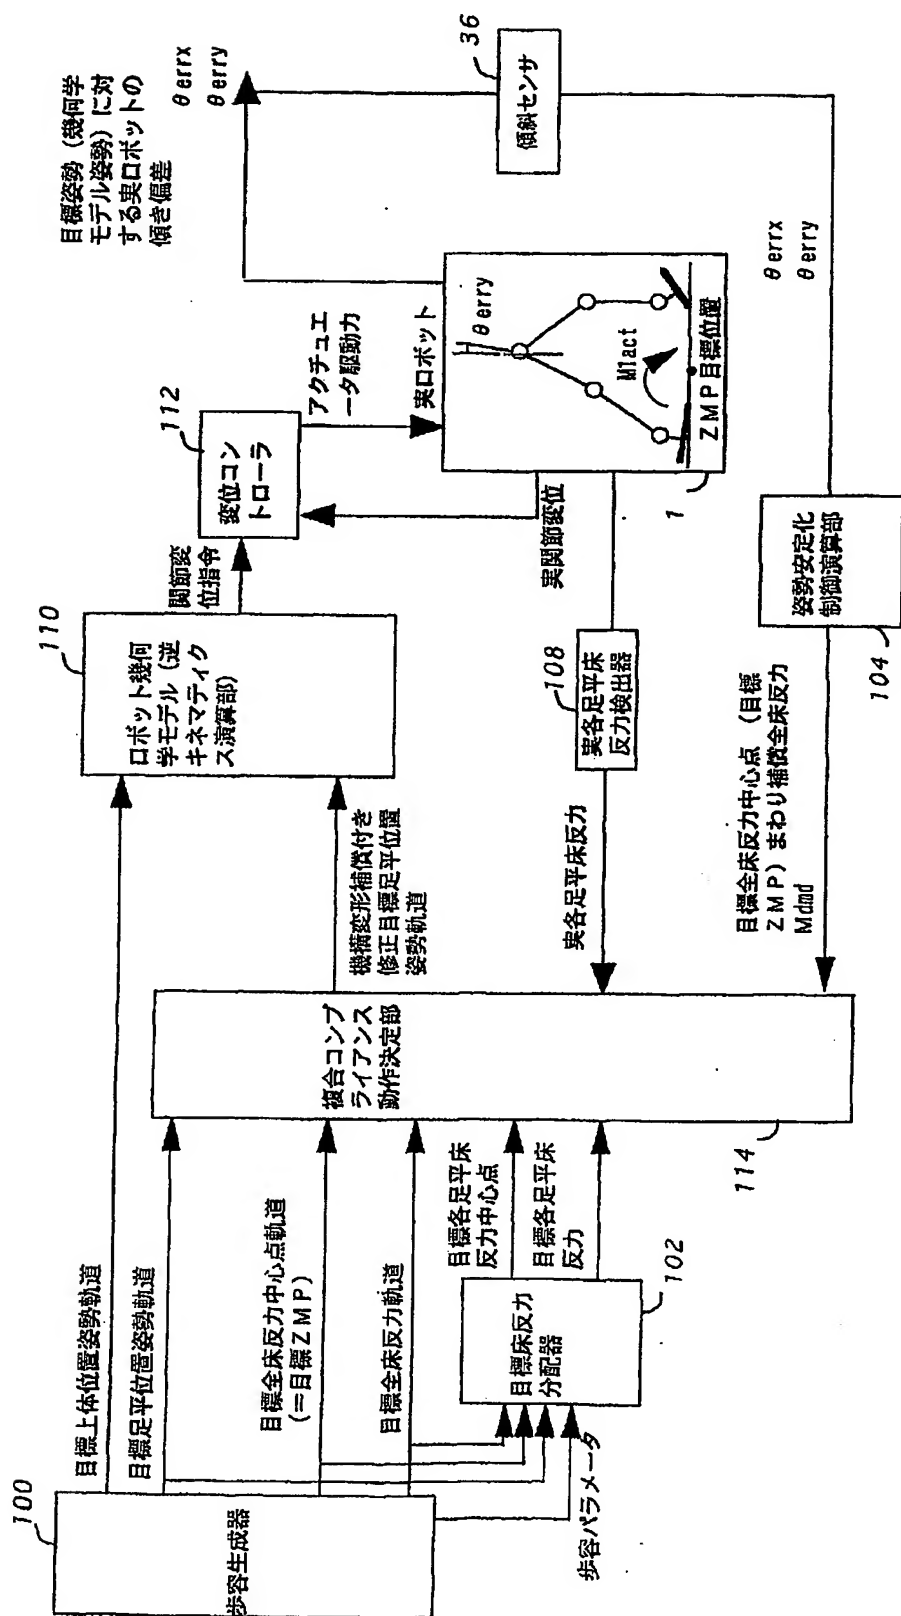 100
歩容生成器
目標上体位置姿勢軌道
目標足平位置姿勢軌道
目標全床反力中心点軌道
(=目標ZMP)
目標全床反力軌道
歩容パラメータ
目標床反力
分配器
102
目標各足平床
反力中心点
目標各足平床
反力
複合コンプ
ライアンス
動作決定部
114
機構変形補償付き
修正目標足平位置
姿勢軌道
実各足平床反力
目標全床反力中心点(目標
ZMP)まわり補償全床反力
Mdmd
110
ロボット幾何
学モデル(逆
キネマティク
ス演算部)
関節変
位指令
112
変位コン
トローラ
アクチュエ
ータ駆動力
実関節変位
108
実各足平床
反力検出器
104
姿勢安定化
制御演算部
実ロボット
θerry
M1act
ZMP目標位置
1
目標姿勢(幾何学
モデル姿勢)に対
する実ロボットの
傾き偏差
θerrx
θerry
36
傾斜センサ
θerrx
θerry